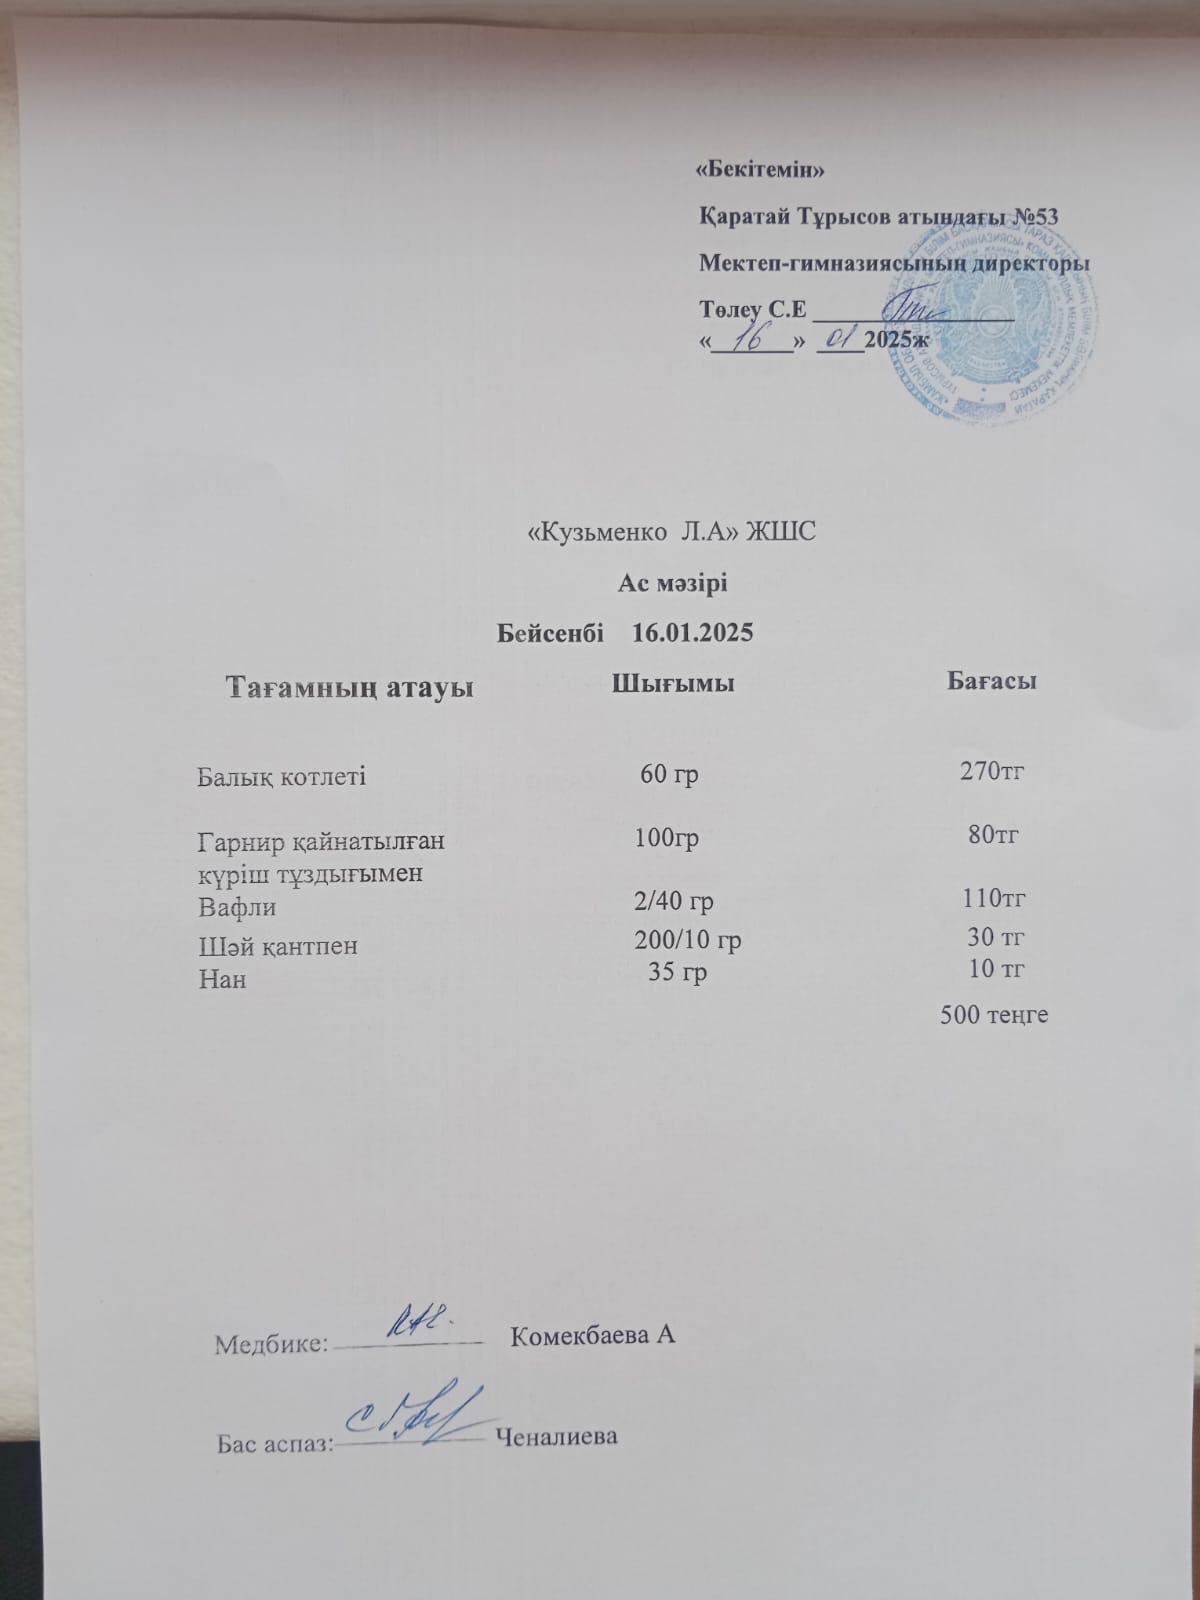 «Бекітемін»
Қаратай Тұрысов атындағы №53
Мектеп-гимназиясының директоры
Төлеу С.Е
«16» 01 2025ж
«Кузьменко Л.А» ЖШС
Ас мәзірі
Бейсенбі 16.01.2025
Тағамның атауы Шығымы Бағасы
Балық котлеті 60 гр 270тг
Гарнир қайнатылған 100гр 80тг
күріш тұздығымен
Вафли 2/40 гр 110тг
Шәй қантпен 200/10 гр 30 тг
Нан 35 гр 10 тг
500 теңге
Медбике: Комекбаева А
Бас аспаз: Ченалиева